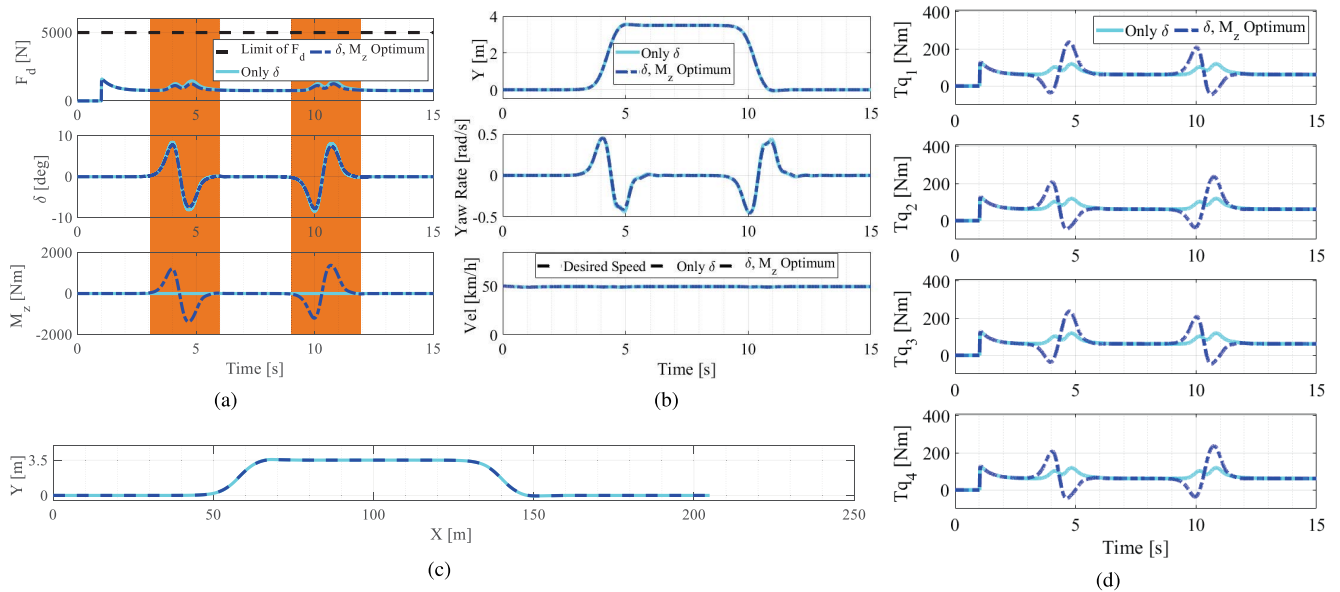 F_d [N]
5000
0
Limit of F_d
δ, M_z Optimum
Only δ
0 5 10 15
δ [deg]
10
0
-10
0 5 10 15
M_z [Nm]
2000
0
-2000
0 5 10 15
Time [s]
(a)
Y [m]
4
2
0
Only δ
δ, M_z Optimum
0 5 10 15
Yaw Rate [rad/s]
0.5
0
-0.5
0 5 10 15
Vel [km/h]
50
0
Desired Speed
Only δ
δ, M_z Optimum
0 5 10 15
Time [s]
(b)
Y [m]
3.5
0
0 50 100 150 200 250
X [m]
(c)
Tq_1 [Nm]
400
200
0
Only δ
δ, M_z Optimum
0 5 10 15
Tq_2 [Nm]
400
200
0
0 5 10 15
Tq_3 [Nm]
400
200
0
0 5 10 15
Tq_4 [Nm]
400
200
0
0 5 10 15
Time [s]
(d)